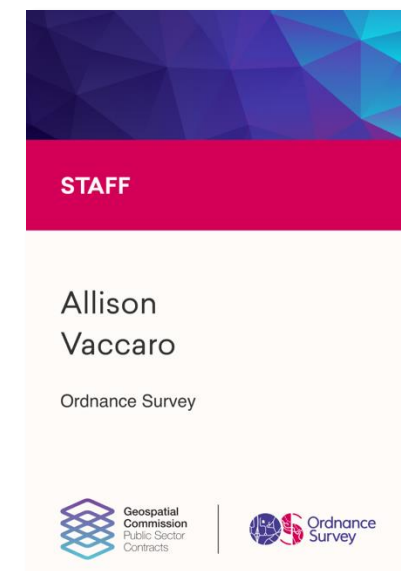 STAFF
Allison
Vaccaro
Ordnance Survey
Geospatial
Commission
Public Sector
Contracts
Ordnance
Survey